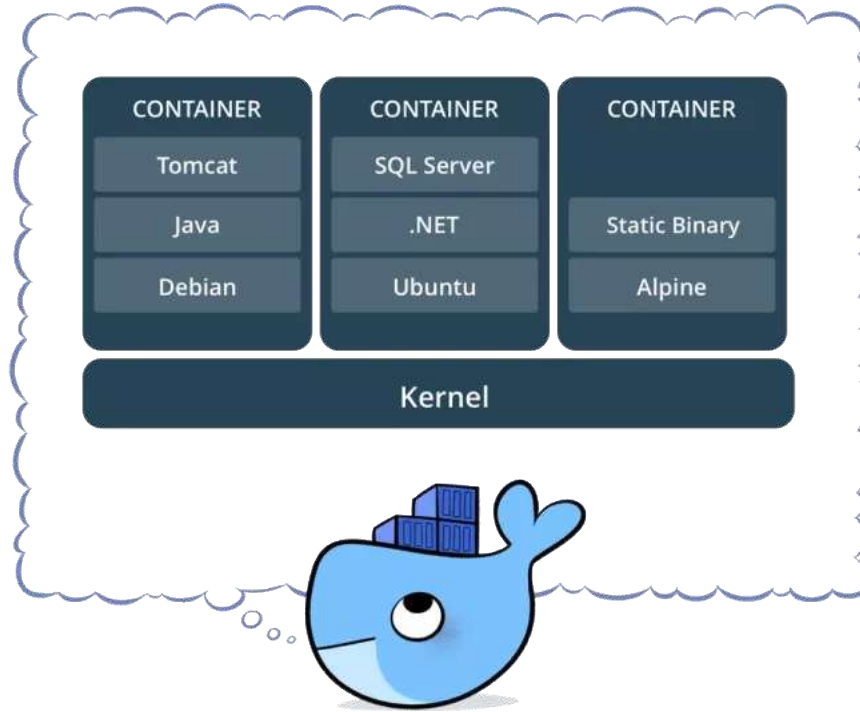 CONTAINER
Tomcat
Java
Debian
CONTAINER
SQL Server
.NET
Ubuntu
CONTAINER
Static Binary
Alpine
Kernel